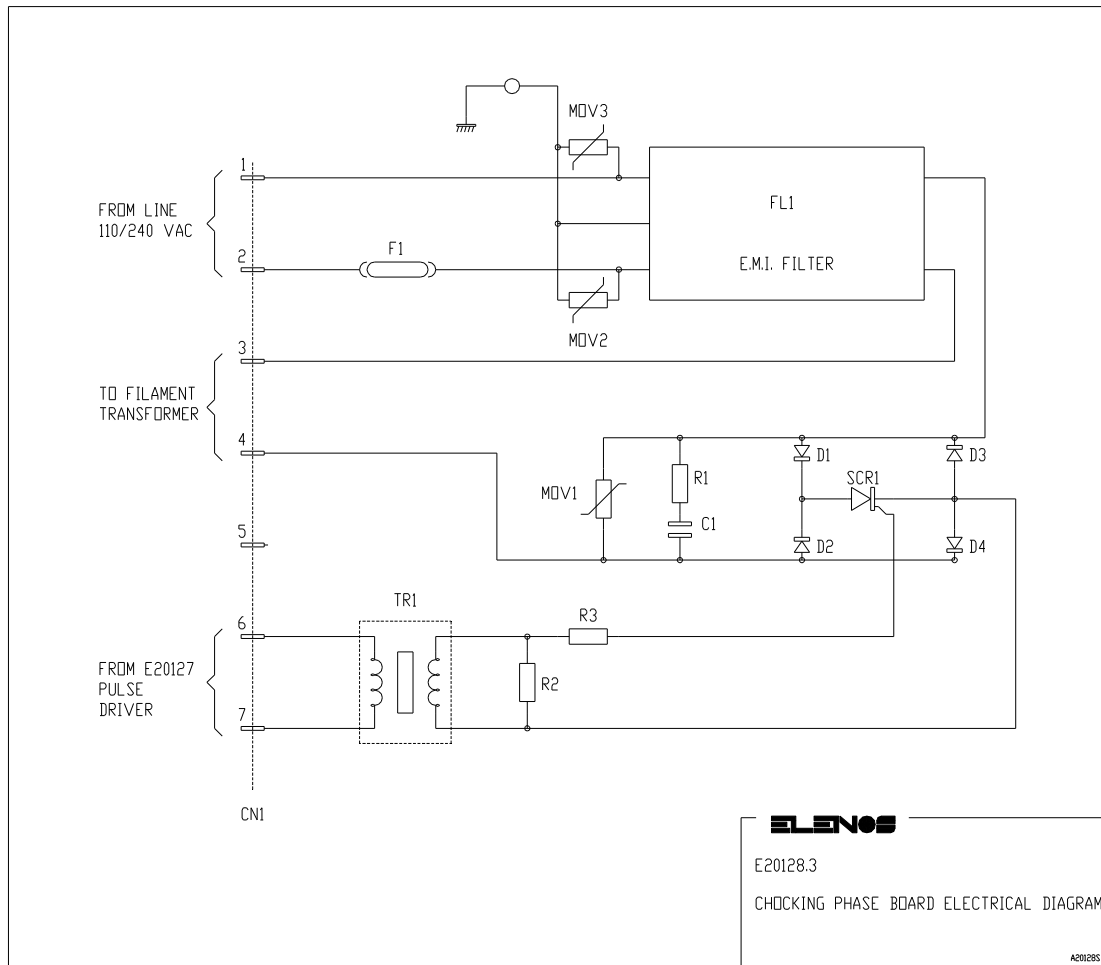 MOV3
1
FROM LINE
110/240 VAC
FL1
2
F1
E.M.I. FILTER
MOV2
3
TO FILAMENT
TRANSFORMER
4
D1
D3
R1
SCR1
MOV1
C1
5
D2
D4
TR1
6
R3
FROM E20127
PULSE
DRIVER
R2
7
CN1
ELENOS
E20128.3
CHOCKING PHASE BOARD ELECTRICAL DIAGRAM
A20128S